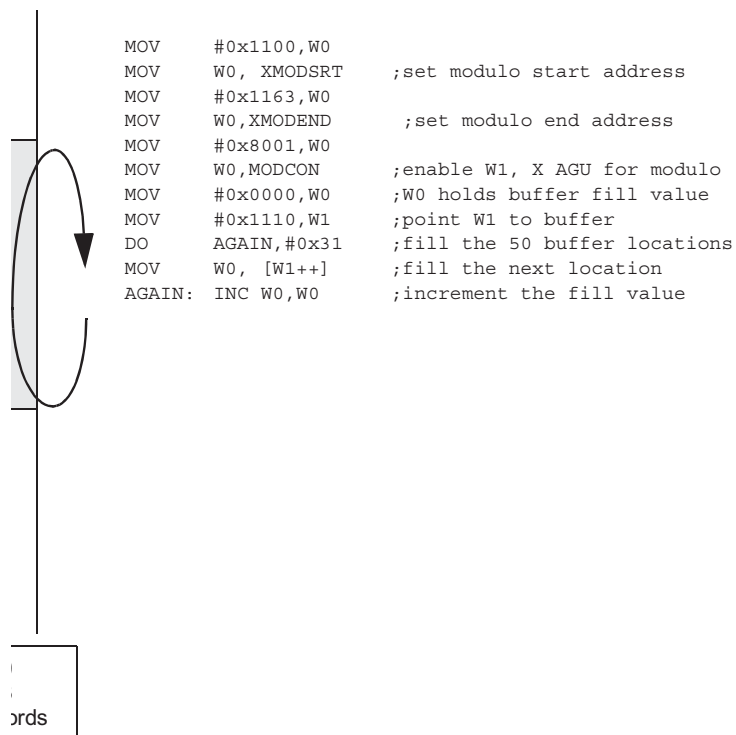 MOV #0x1100,W0
MOV W0, XMODSRT ;set modulo start address
MOV #0x1163,W0
MOV W0,XMODEND ;set modulo end address
MOV #0x8001,W0
MOV W0,MODCON ;enable W1, X AGU for modulo
MOV #0x0000,W0 ;W0 holds buffer fill value
MOV #0x1110,W1 ;point W1 to buffer
DO AGAIN,#0x31 ;fill the 50 buffer locations
MOV W0, [W1++] ;fill the next location
AGAIN: INC W0,W0 ;increment the fill value